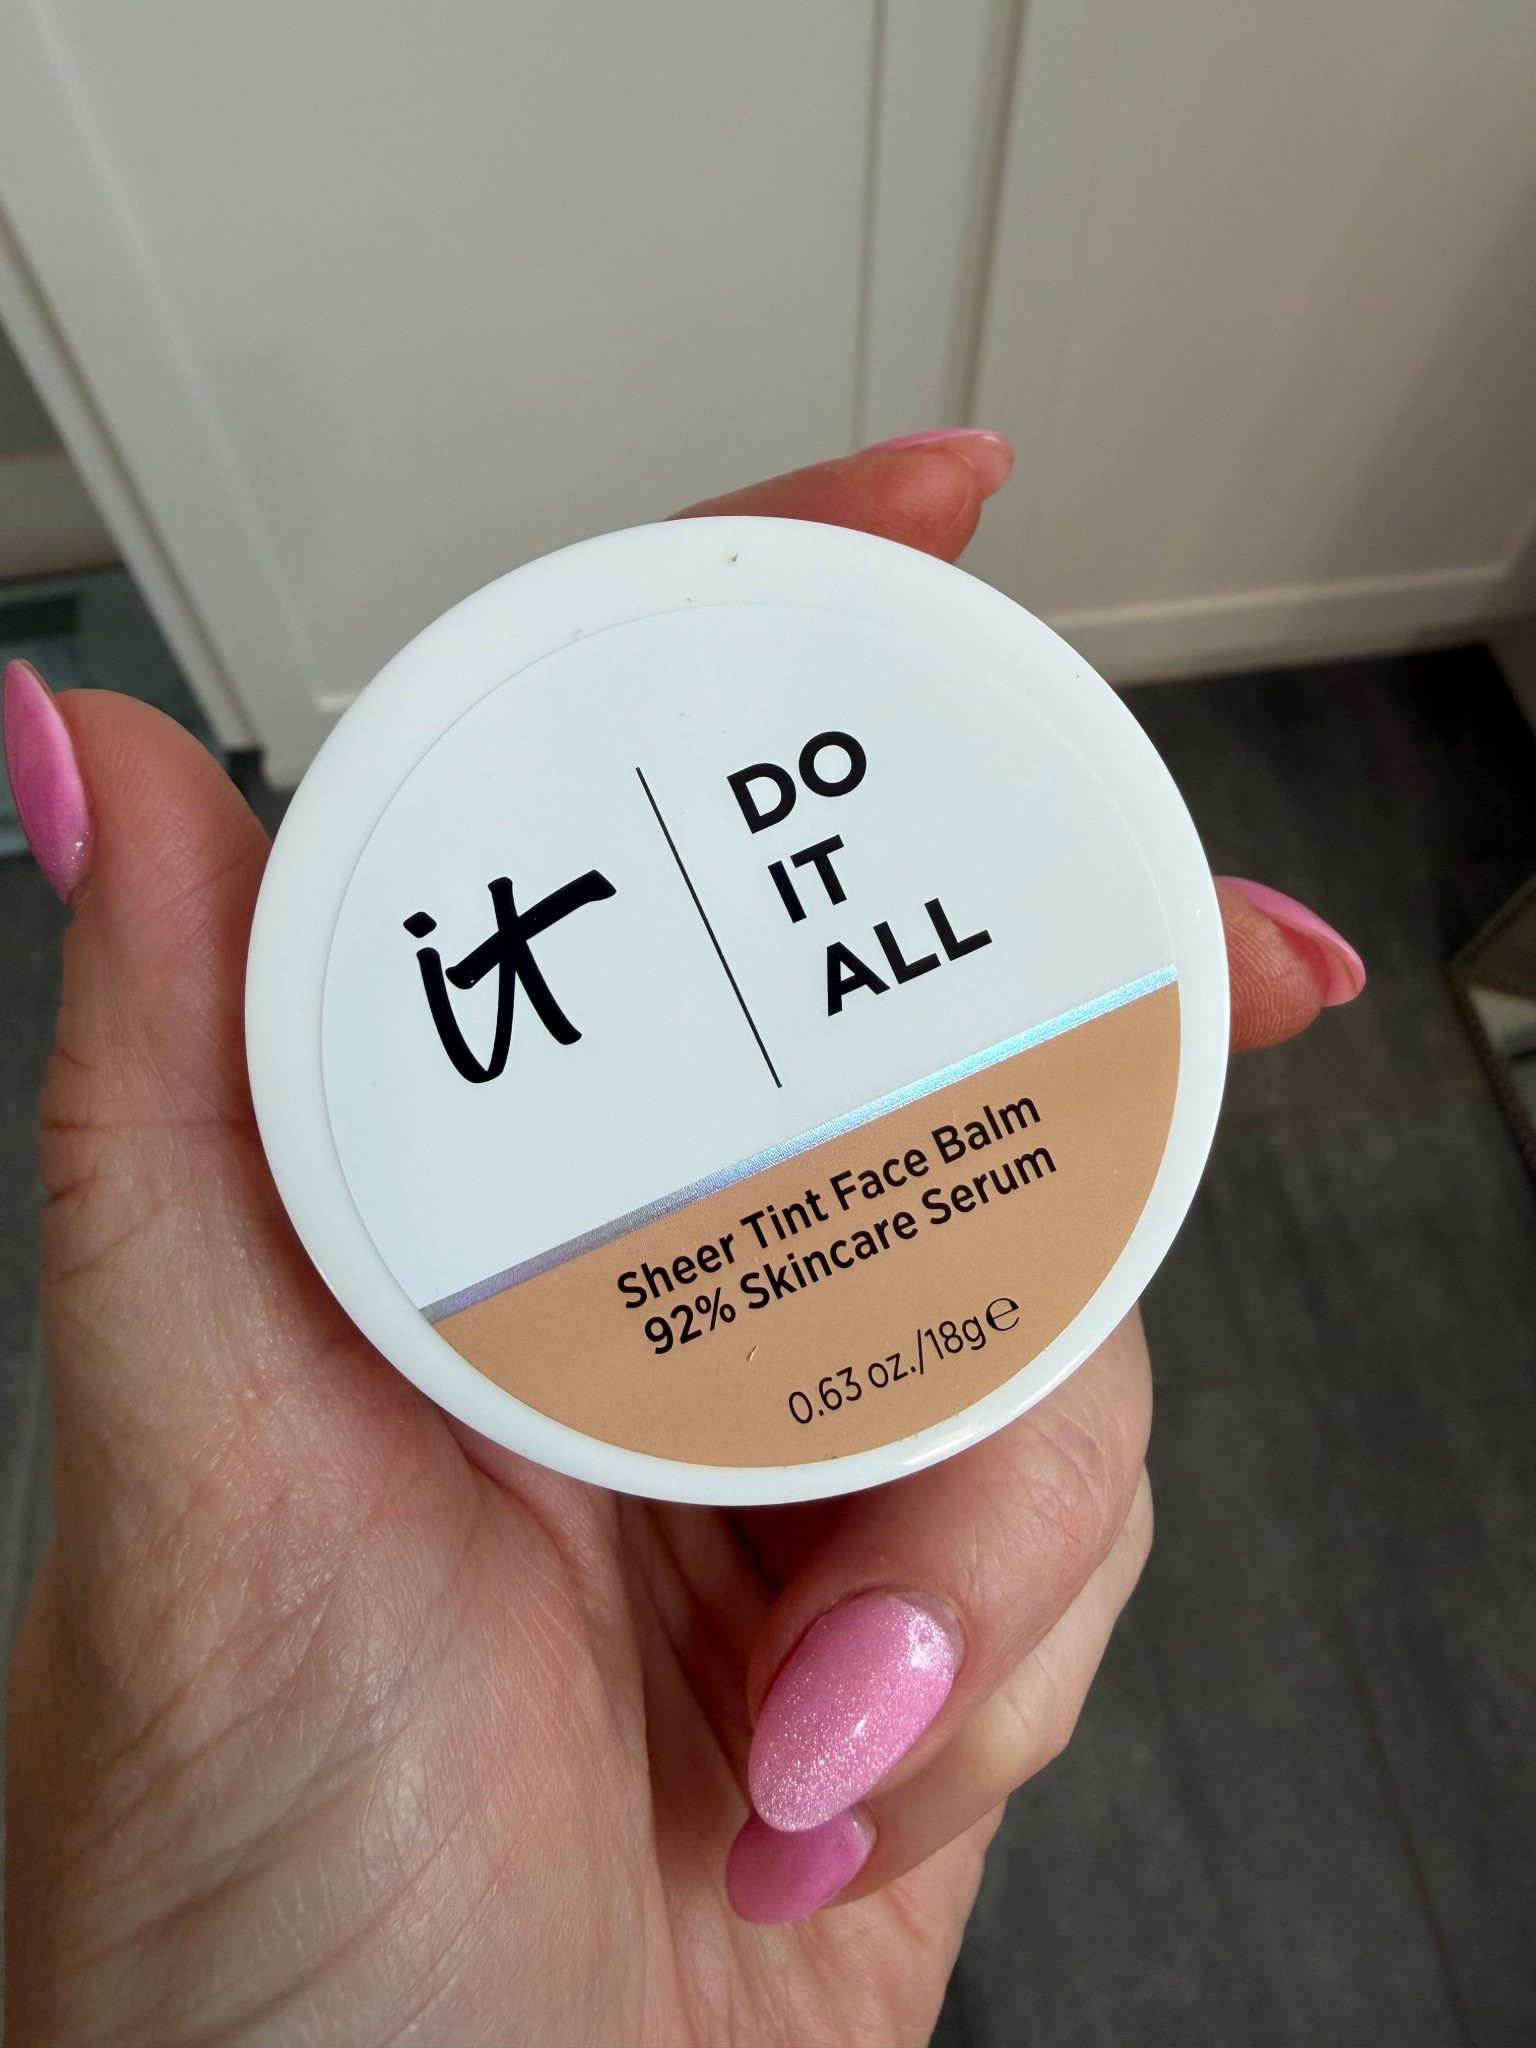 it
DO
IT
ALL
Sheer Tint Face Balm
92% Skincare Serum
0.63 oz./18g℮